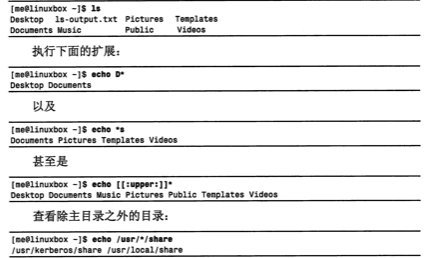 [me@linuxbox ~]$ ls
Desktop ls-output.txt Pictures Templates
Documents Music Public Videos
执行下面的扩展：
[me@linuxbox ~]$ echo D*
Desktop Documents
以及
[me@linuxbox ~]$ echo *s
Documents Pictures Templates Videos
甚至是
[me@linuxbox ~]$ echo [[:upper:]]*
Desktop Documents Music Pictures Public Templates Videos
查看除主目录之外的目录：
[me@linuxbox ~]$ echo /usr/*/share
/usr/kerberos/share /usr/local/share